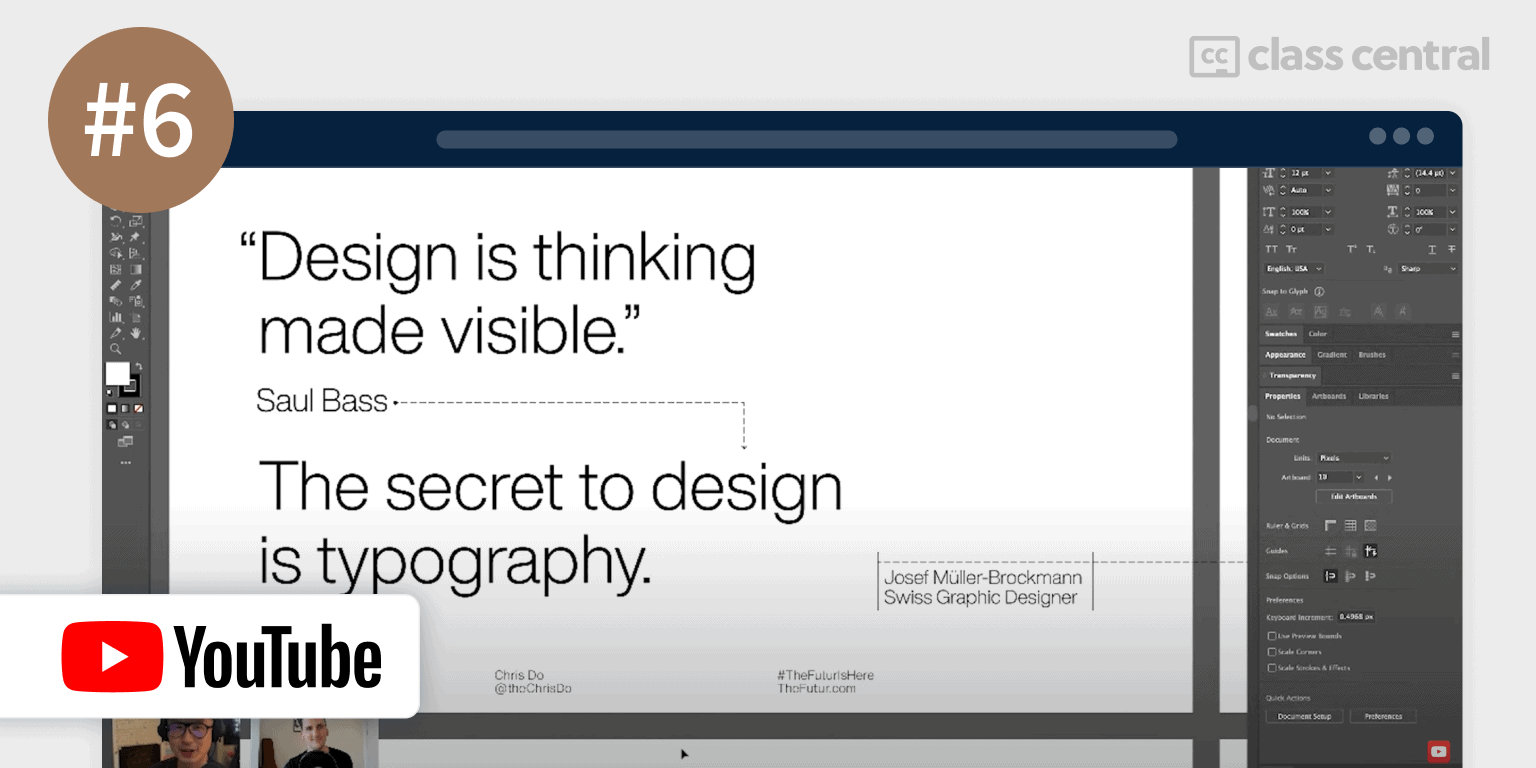 #6
cc class central
“Design is thinking
made visible.”
Saul Bass
The secret to design
is typography.
Josef Müller-Brockmann
Swiss Graphic Designer
Chris Do
@theChrisDo
#TheFuturIsHere
TheFutur.com
YouTube
12 pt (14.4 pt)
Auto 0
100% 100%
0 pt 0°
English: USA Sharp
Snap to Glyph
Swatches Color
Appearance Gradient Brushes
Transparency
Properties Artboards Libraries
No Selection
Document
Units: Pixels
Artboard: 10
Edit Artboards
Ruler & Grids
Guides
Snap Options
Preferences
Keyboard Increment: 0.4968 px
Use Preview Bounds
Scale Corners
Scale Strokes & Effects
Quick Actions
Document Setup Preferences